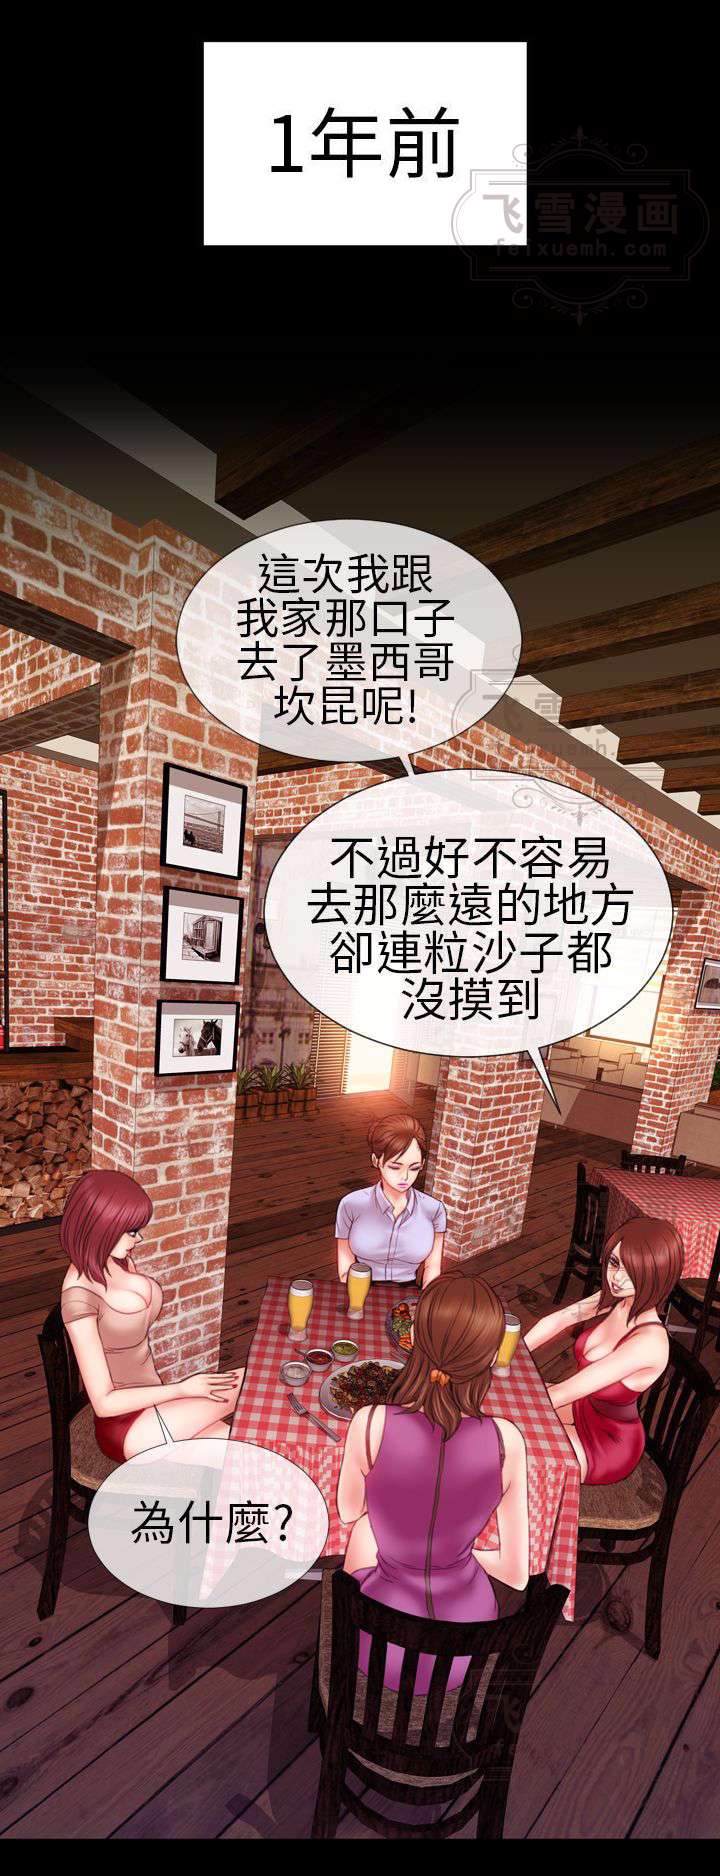 1年前
飞雪漫画
feixuemh.com
這次我跟
我家那口子
去了墨西哥
坎昆呢!
不過好不容易
去那麼遠的地方
卻連粒沙子都
沒摸到
為什麼?